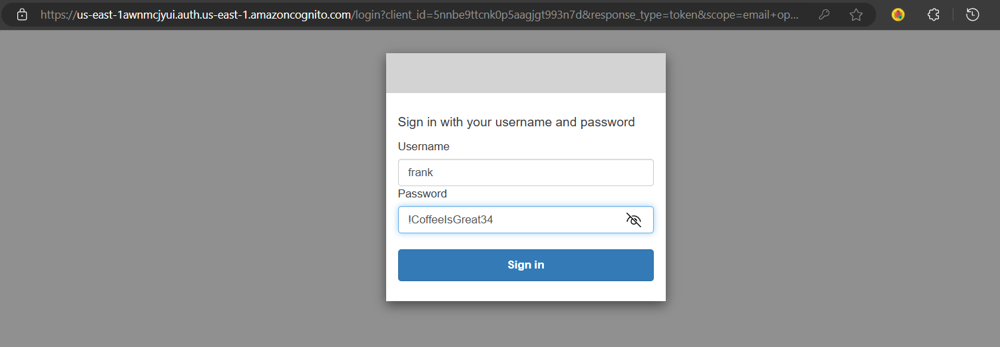 https://us-east-1awnmcjyui.auth.us-east-1.amazoncognito.com/login?client_id=5nnbe9ttcnk0p5aagjgt993n7d&response_type=token&scope=email+op...
Sign in with your username and password
Username
frank
Password
!CoffeeIsGreat34
Sign in